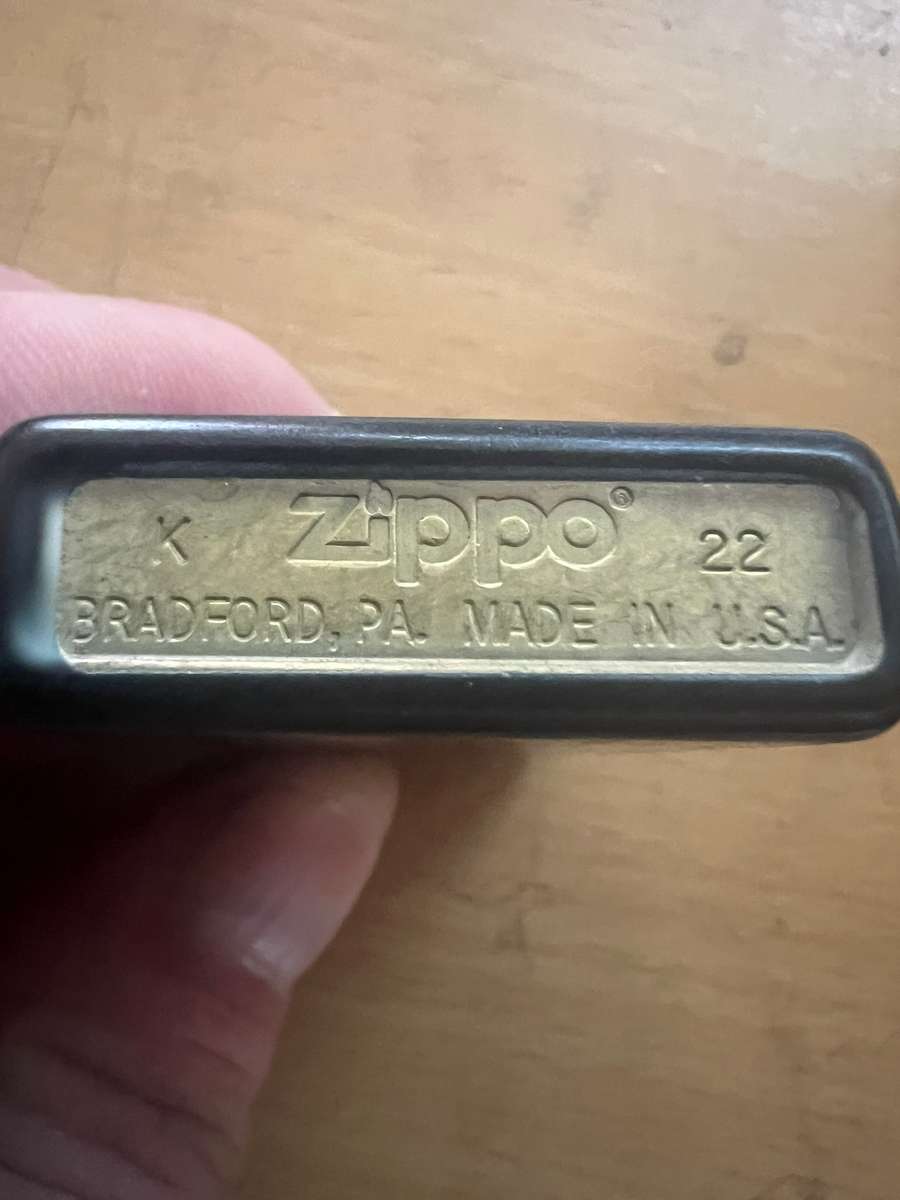 K Zippo® 22
BRADFORD, PA. MADE IN U.S.A.